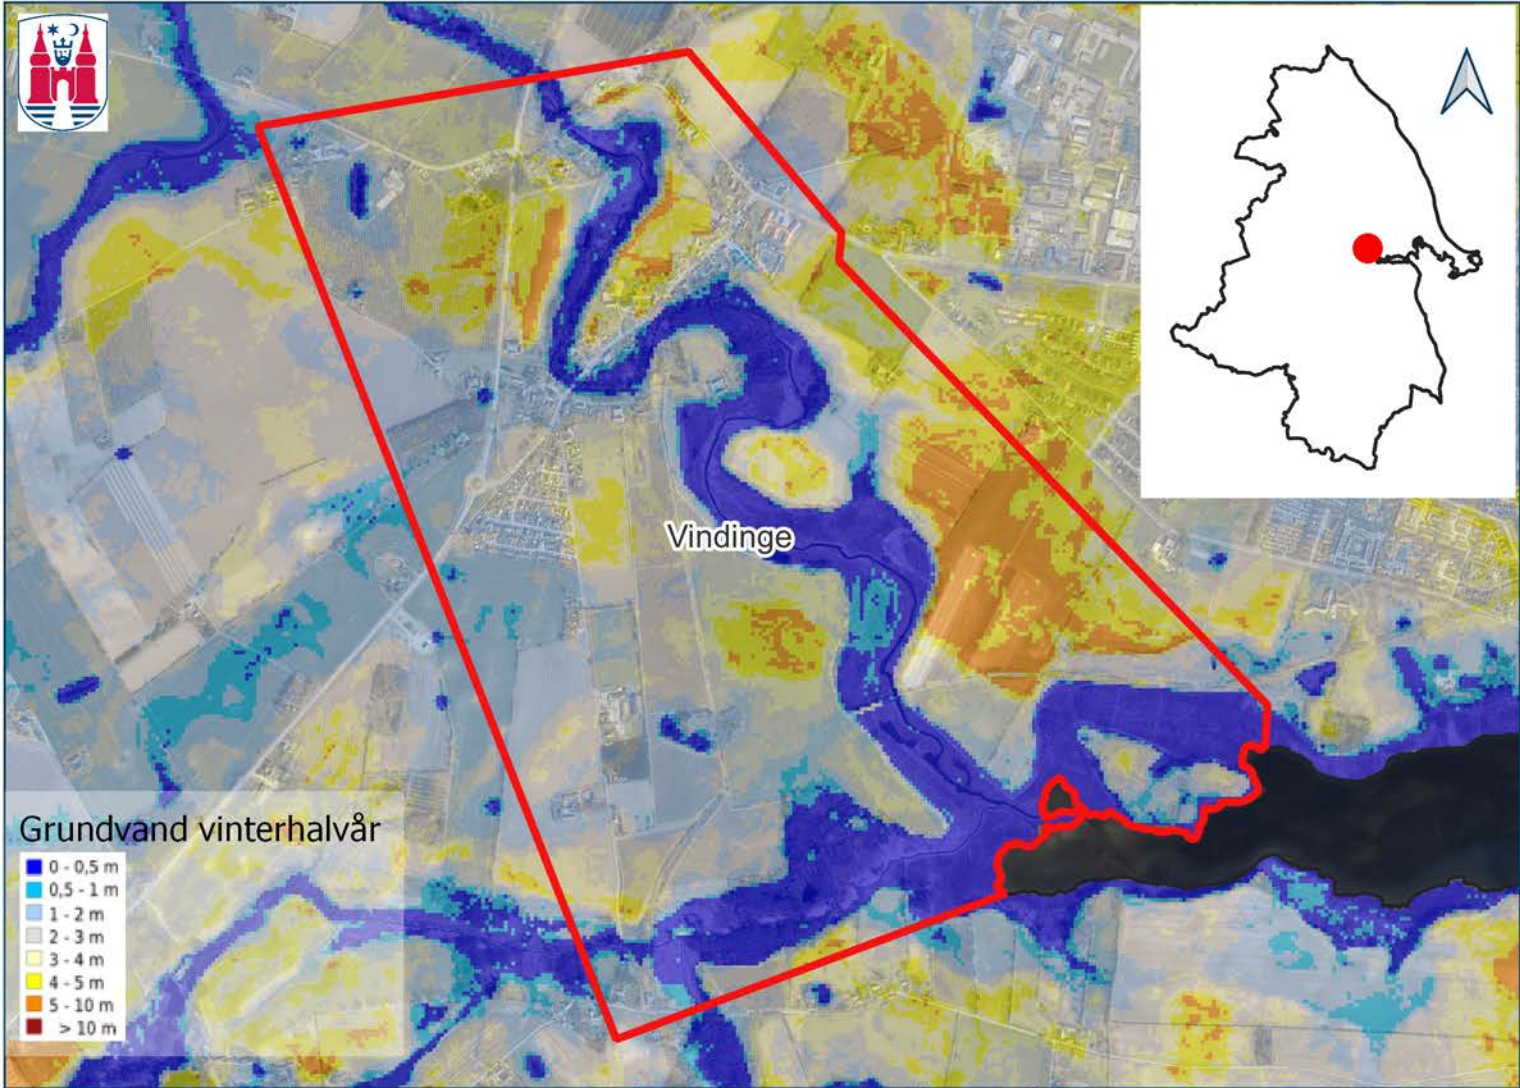 Vindinge
Grundvand vinterhalvår
0 - 0,5 m
0,5 - 1 m
1 - 2 m
2 - 3 m
3 - 4 m
4 - 5 m
5 - 10 m
> 10 m